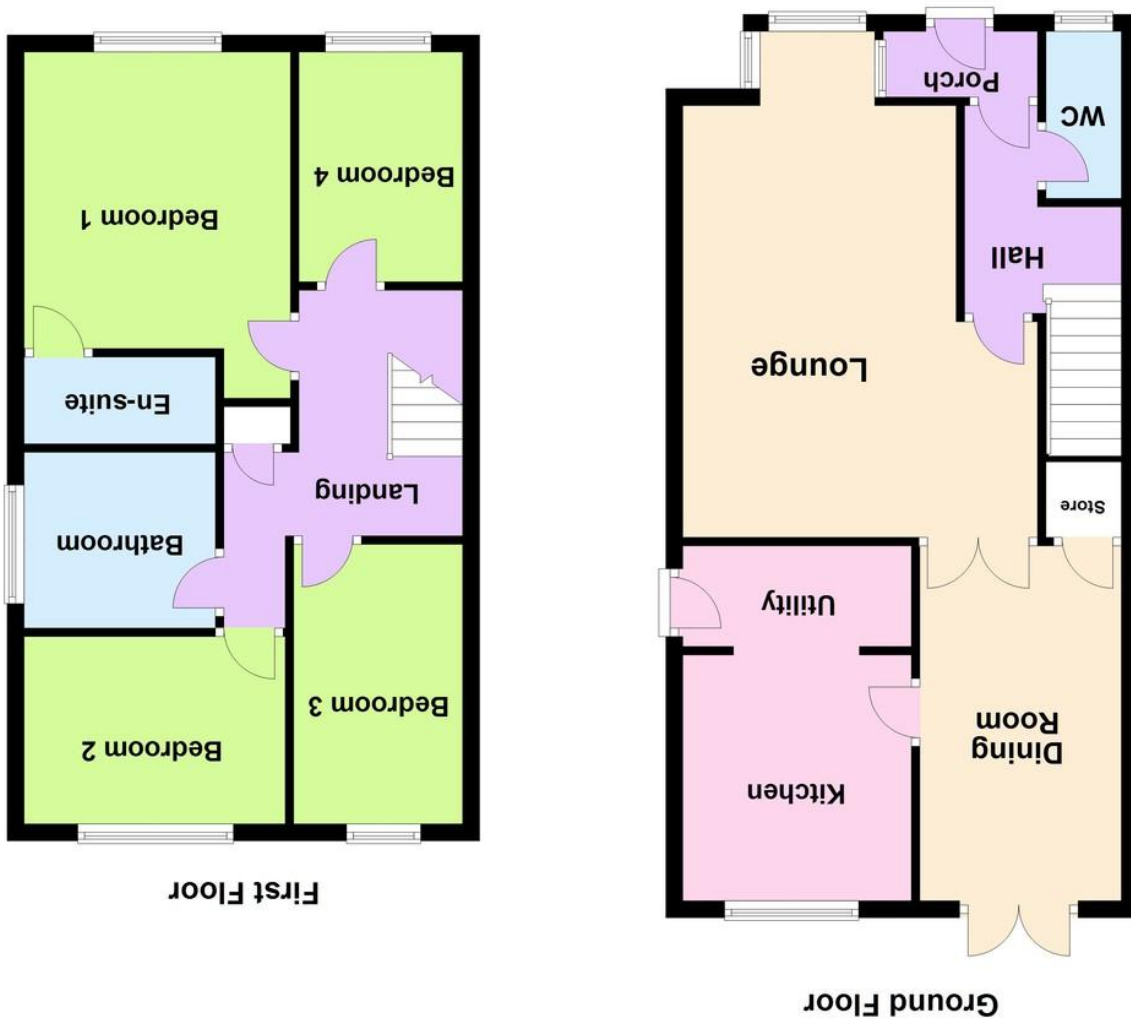 Ground Floor
Kitchen
Dining
Room
Utility
Store
Lounge
Hall
WC
Porch
First Floor
Bedroom 2
Bedroom 3
Bathroom
Landing
En-suite
Bedroom 1
Bedroom 4